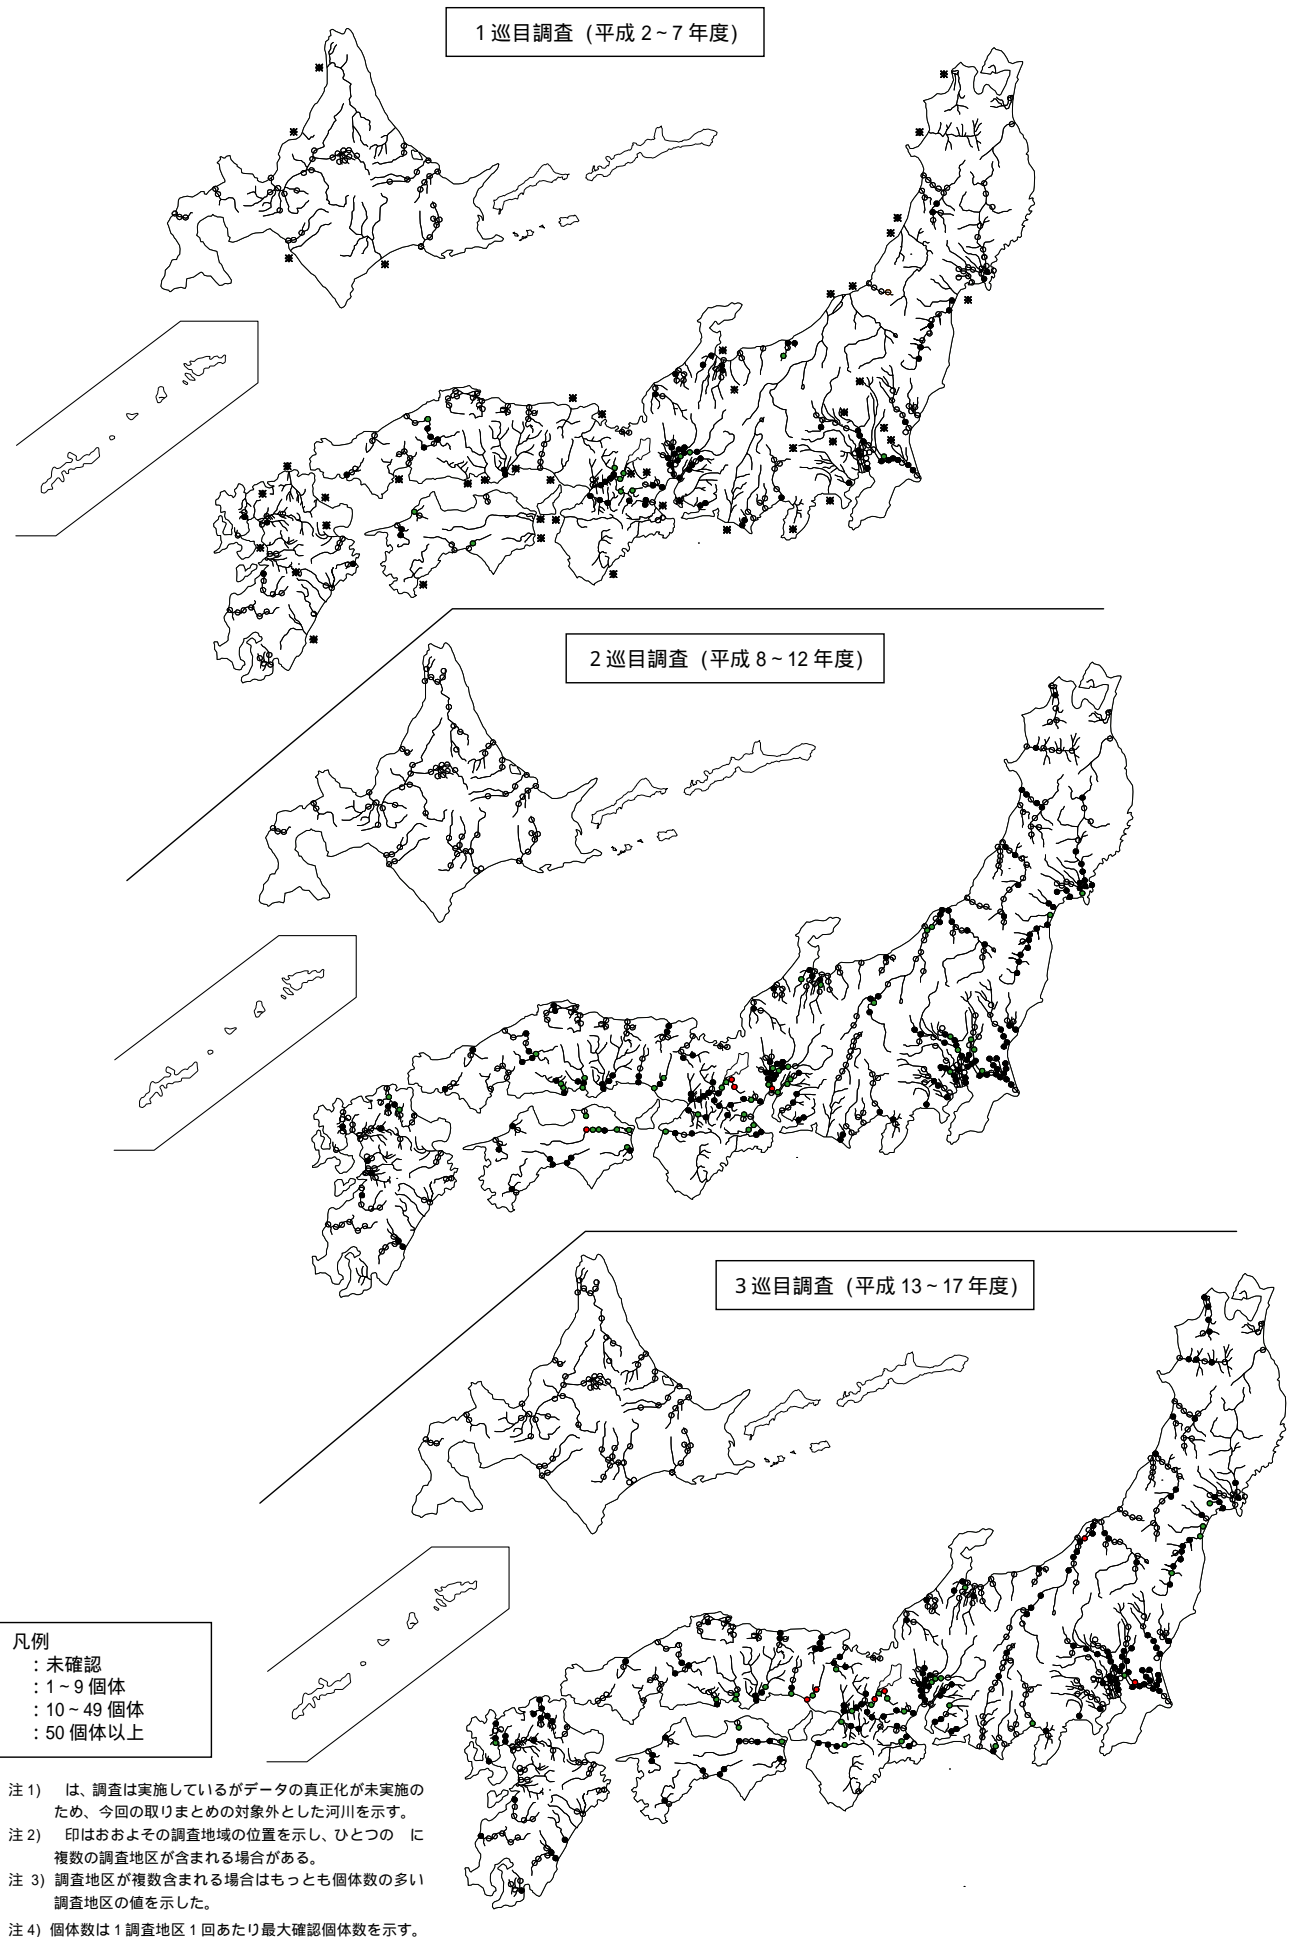 1巡目調査 (平成2~7年度)
2巡目調査 (平成8~12年度)
3巡目調査 (平成13~17年度)
凡例
:未確認
:1~9個体
:10~49個体
:50個体以上
注1) は、調査は実施しているがデータの真正化が未実施の
ため、今回の取りまとめの対象外とした河川を示す。
注2) 印はおおよその調査地域の位置を示し、ひとつの に
複数の調査地区が含まれる場合がある。
注3) 調査地区が複数含まれる場合はもっとも個体数の多い
調査地区の値を示した。
注4) 個体数は1調査地区1回あたり最大確認個体数を示す。